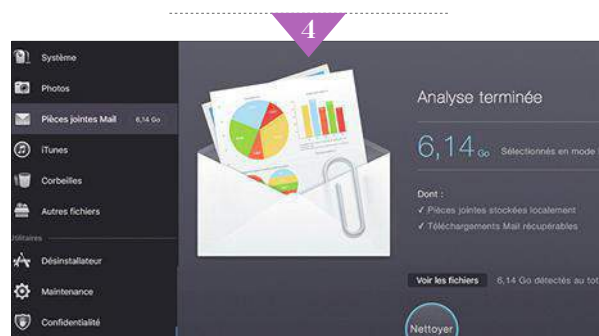 4
Système
Photos
Pièces jointes Mail 6,14 Go
iTunes
Corbeilles
Autres fichiers
Utilitaires
Désinstallateur
Maintenance
Confidentialité
Analyse terminée
6,14 Go Sélectionnés en mode
Dont :
✓ Pièces jointes stockées localement
✓ Téléchargements Mail récupérables
Voir les fichiers 6,14 Go détectés au tot
Nettoyer